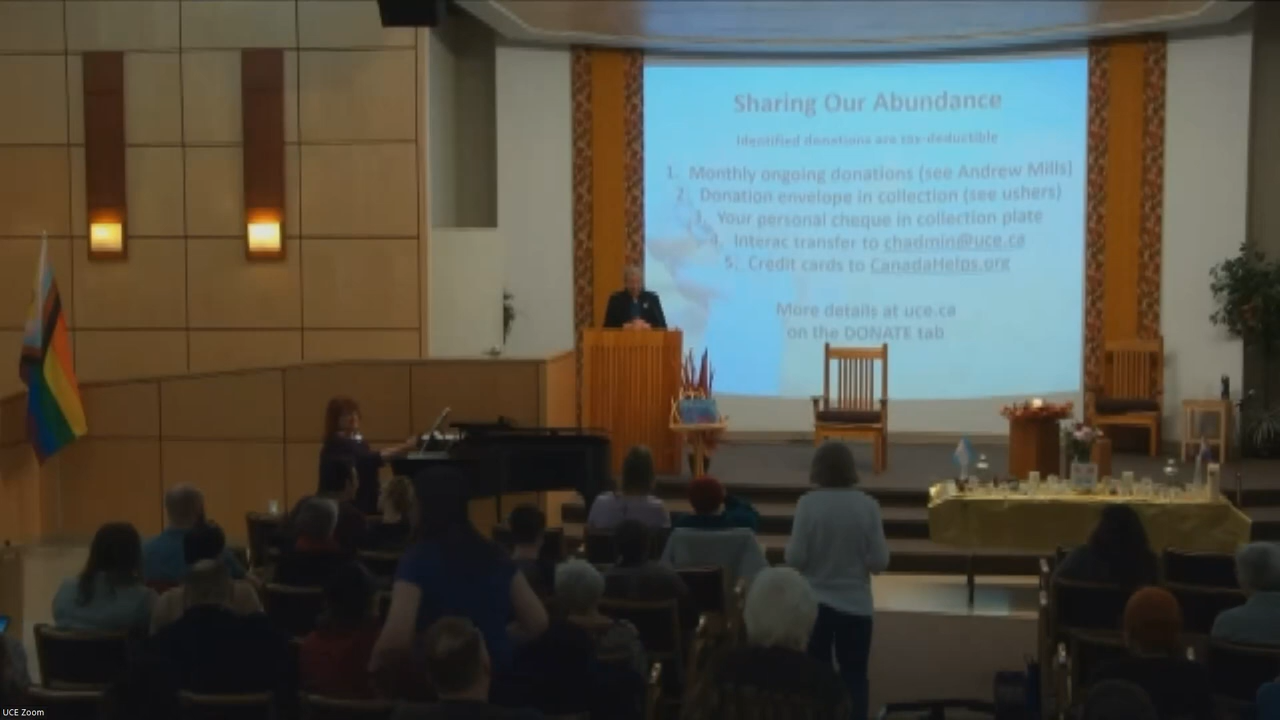 Sharing Our Abundance
Identified donations are tax-deductible
1. Monthly ongoing donations (see Andrew Mills)
2. Donation envelope in collection (see ushers)
3. Your personal cheque in collection plate
4. Interac transfer to chadmin@uce.ca
5. Credit cards to CanadaHelps.org
More details at uce.ca
on the DONATE tab
UCE Zoom